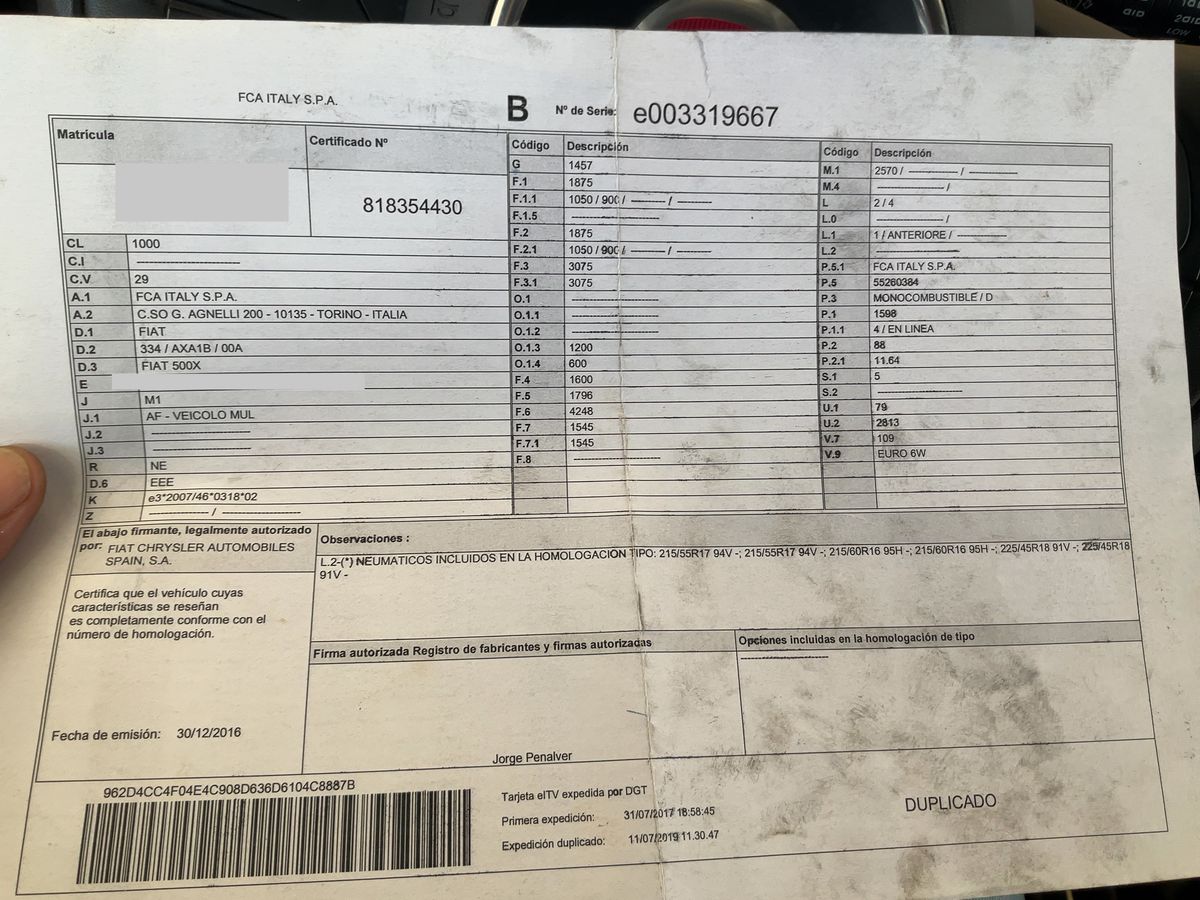 FCA ITALY S.P.A.
B Nº de Serie: e003319667
Matrícula
Certificado Nº
818354430
CL 1000
C.I ----------------
C.V 29
A.1 FCA ITALY S.P.A.
A.2 C.SO G. AGNELLI 200 - 10135 - TORINO - ITALIA
D.1 FIAT
D.2 334 / AXA1B / 00A
D.3 FIAT 500X
E
J M1
J.1 AF - VEICOLO MUL
J.2 ----------------
J.3 ----------------
R NE
D.6 EEE
K e3*2007/46*0318*02
Z ---------- / ----------
Código Descripción
G 1457
F.1 1875
F.1.1 1050 / 900 / ---------- / ----------
F.1.5 ----------------
F.2 1875
F.2.1 1050 / 900 / ---------- / ----------
F.3 3075
F.3.1 3075
O.1 ----------------
O.1.1 ----------------
O.1.2 ----------------
O.1.3 1200
O.1.4 600
F.4 1600
F.5 1796
F.6 4248
F.7 1545
F.7.1 1545
F.8 ----------------
Código Descripción
M.1 2570 / ---------- / ----------
M.4 ---------- /
L 2 / 4
L.0 ---------- /
L.1 1 / ANTERIORE / ----------
L.2 ----------------
P.5.1 FCA ITALY S.P.A.
P.5 55260384
P.3 MONOCOMBUSTIBLE / D
P.1 1598
P.1.1 4 / EN LINEA
P.2 88
P.2.1 11.64
S.1 5
S.2 ----------------
U.1 79
U.2 2813
V.7 109
V.9 EURO 6W
El abajo firmante, legalmente autorizado
por: FIAT CHRYSLER AUTOMOBILES
SPAIN, S.A.
Certifica que el vehículo cuyas
características se reseñan
es completamente conforme con el
número de homologación.
Fecha de emisión: 30/12/2016
Observaciones :
L.2-(*) NEUMATICOS INCLUIDOS EN LA HOMOLOGACION TIPO: 215/55R17 94V -; 215/55R17 94V -; 215/60R16 95H -; 215/60R16 95H -; 225/45R18 91V -; 225/45R18
91V -
Firma autorizada Registro de fabricantes y firmas autorizadas
Jorge Penalver
Opciones incluidas en la homologación de tipo
----------------
962D4CC4F04E4C908D636D6104C8887B
Tarjeta eITV expedida por DGT
Primera expedición: 31/07/2017 18:58:45
Expedición duplicado: 11/07/2019 11.30.47
DUPLICADO